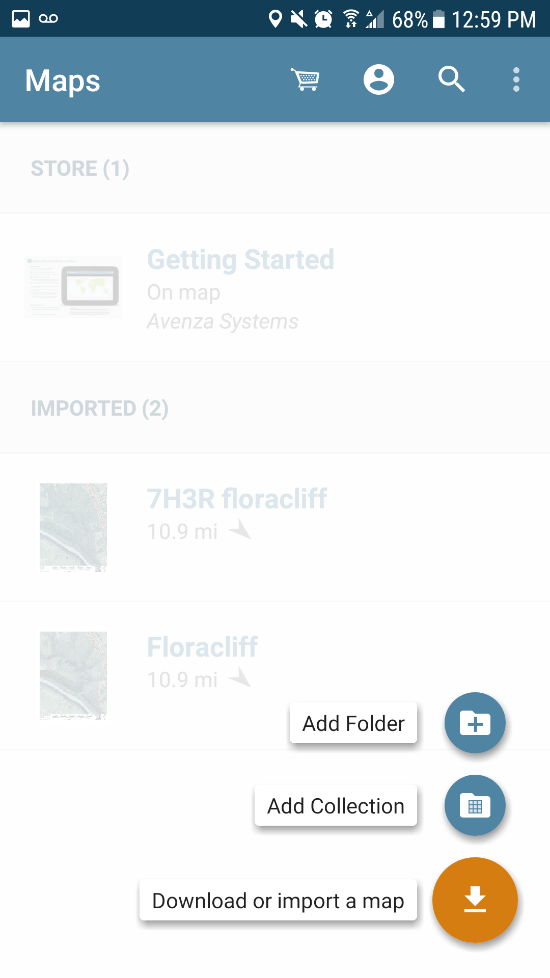 68% 12:59 PM
Maps
STORE (1)
Getting Started
On map
Avenza Systems
IMPORTED (2)
7H3R floracliff
10.9 mi
Floracliff
10.9 mi
Add Folder
Add Collection
Download or import a map